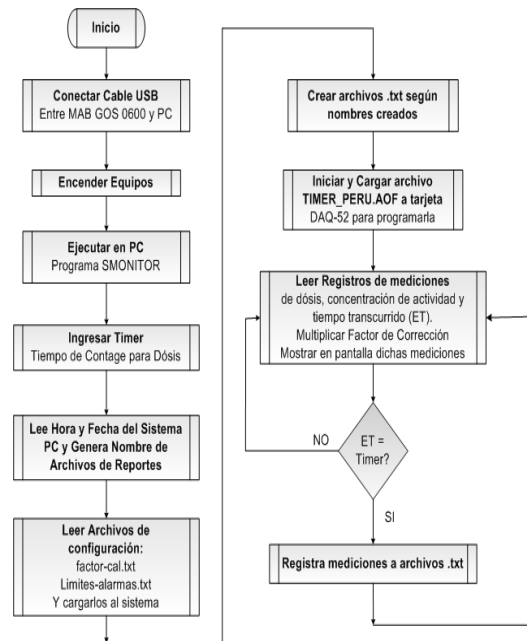 Inicio
Conectar Cable USB
Entre MAB GOS 0600 y PC
Encender Equipos
Ejecutar en PC
Programa SMONITOR
Ingresar Timer
Tiempo de Contage para Dósis
Lee Hora y Fecha del Sistema
PC y Genera Nombre de
Archivos de Reportes
Leer Archivos de
configuración:
factor-cal.txt
Limites-alarmas.txt
Y cargarlos al sistema
Crear archivos .txt según
nombres creados
Iniciar y Cargar archivo
TIMER_PERU.AOF a tarjeta
DAQ-52 para programarla
Leer Registros de mediciones
de dósis, concentración de actividad y
tiempo transcurrido (ET).
Multiplicar Factor de Corrección
Mostrar en pantalla dichas mediciones
NO
ET =
Timer?
SI
Registra mediciones a archivos .txt